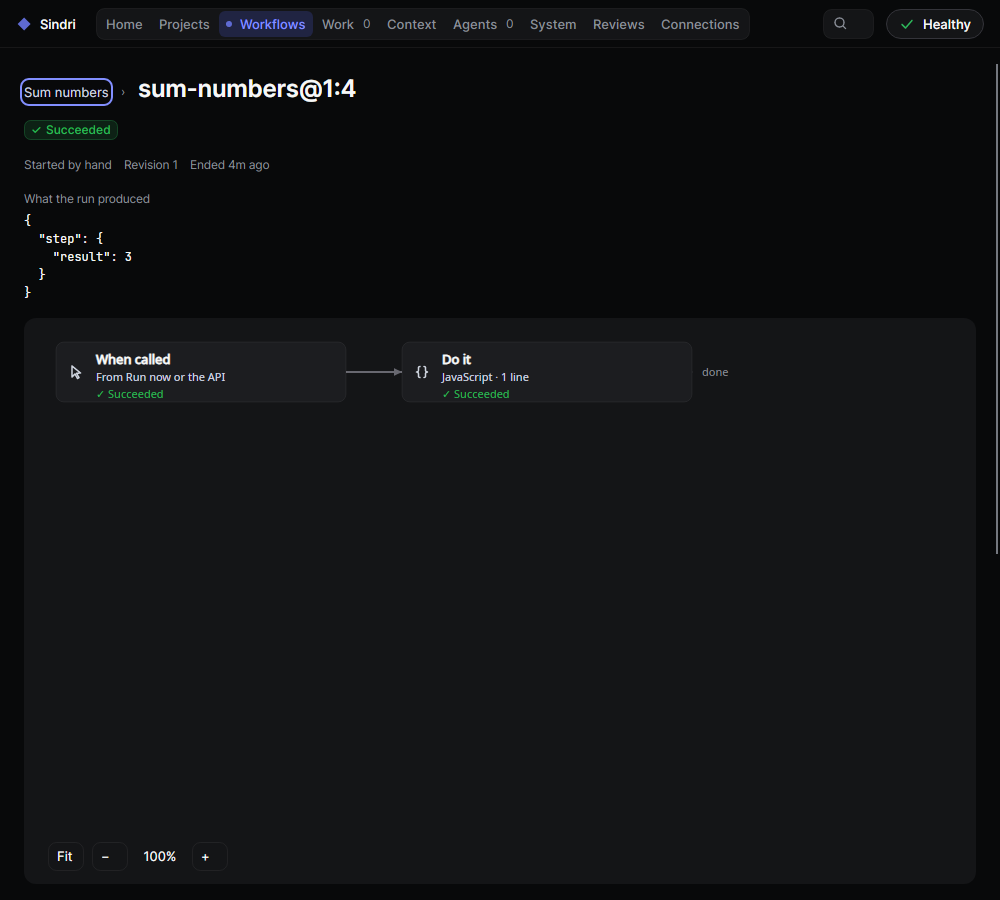 Sindri Home Projects Workflows Work 0 Context Agents 0 System Reviews Connections Healthy
Sum numbers › sum-numbers@1:4
✓ Succeeded
Started by hand Revision 1 Ended 4m ago
What the run produced
{
  "step": {
    "result": 3
  }
}
When called
From Run now or the API
✓ Succeeded
{} Do it
JavaScript · 1 line
✓ Succeeded
done
Fit − 100% +